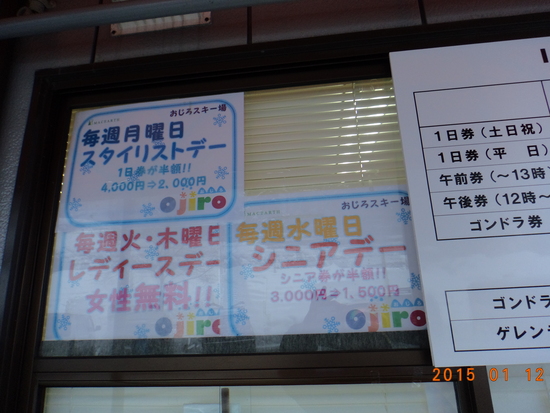 おじろスキー場
毎週月曜日
スタイリストデー
1日券が半額!!
4,000円⇒2,000円
ojiro
毎週火・木曜日
レディースデー
女性無料!!
ojiro
おじろスキー場
毎週水曜日
シニアデー
シニア券が半額!!
3,000円⇒1,500円
ojiro
1日券(土日祝)
1日券(平 日)
午前券(～13時
午後券(12時～
ゴンドラ券
ゴンドラ
ゲレン
2015 01 12